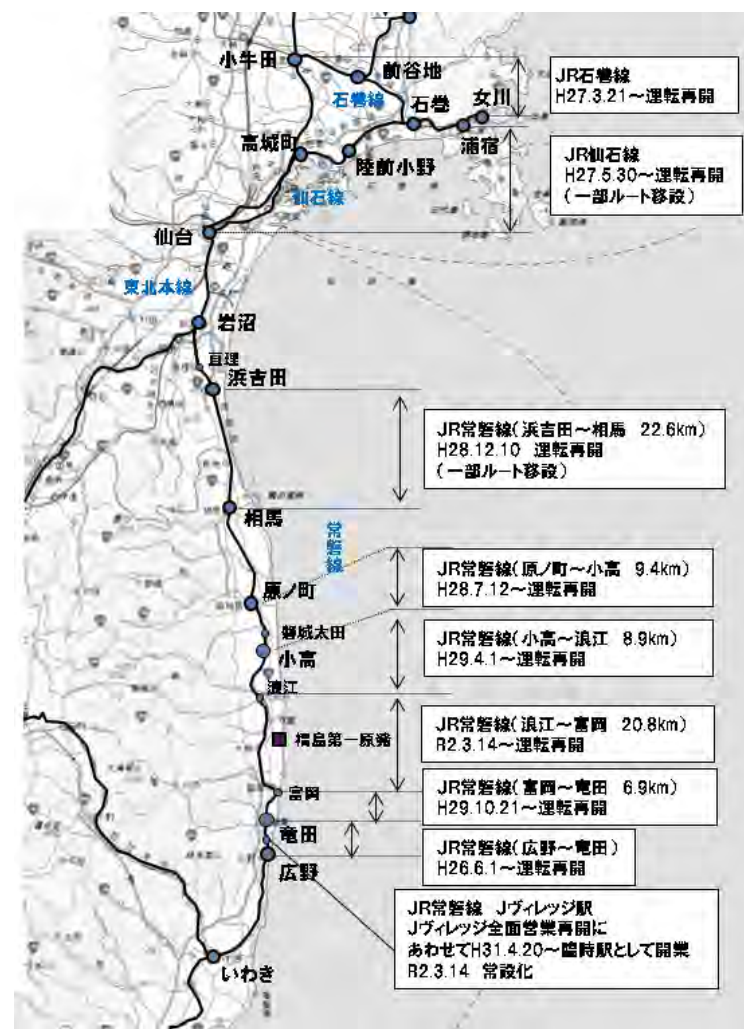 小牛田
前谷地
石巻線
石巻
女川
浦宿
高城町
陸前小野
仙石線
仙台
東北本線
岩沼
亘理
浜吉田
相馬
常磐線
原ノ町
磐城太田
小高
浪江
福島第一原発
富岡
竜田
広野
いわき
JR石巻線
H27.3.21～運転再開
JR仙石線
H27.5.30～運転再開
(一部ルート移設)
JR常磐線(浜吉田～相馬 22.6km)
H28.12.10 運転再開
(一部ルート移設)
JR常磐線(原ノ町～小高 9.4km)
H28.7.12～運転再開
JR常磐線(小高～浪江 8.9km)
H29.4.1～運転再開
JR常磐線(浪江～富岡 20.8km)
R2.3.14～運転再開
JR常磐線(富岡～竜田 6.9km)
H29.10.21～運転再開
JR常磐線(広野～竜田)
H26.6.1～運転再開
JR常磐線 Jヴィレッジ駅
Jヴィレッジ全面営業再開に
あわせてH31.4.20～臨時駅として開業
R2.3.14 常設化